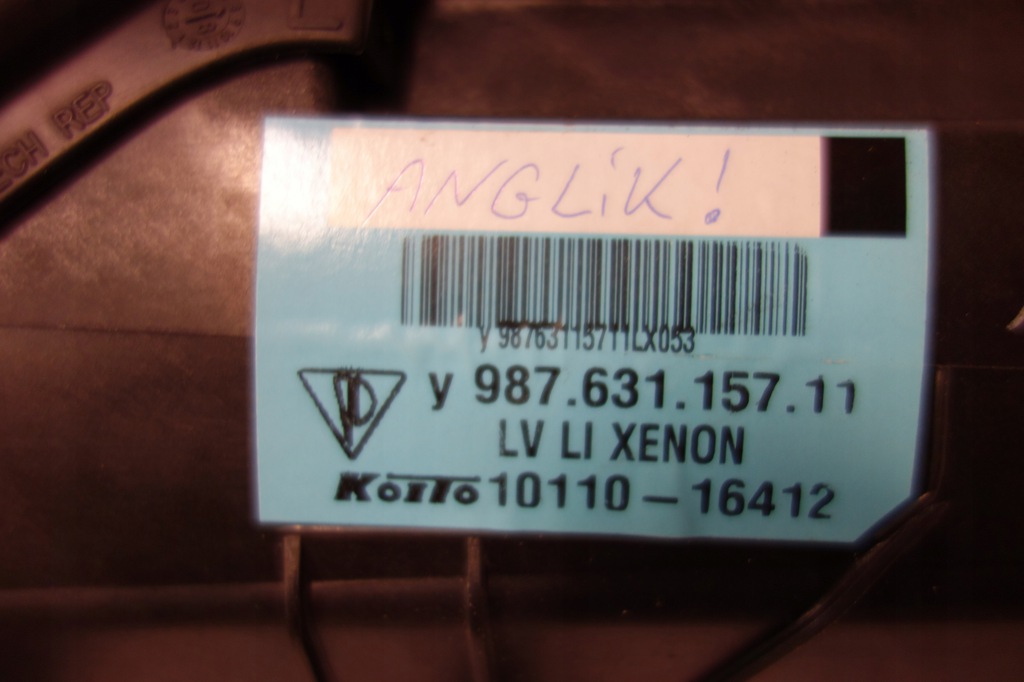 ECH REP
ANGLiK!
y 98763115711LX053
y 987.631.157.11
LV LI XENON
KOITO 10110-16412